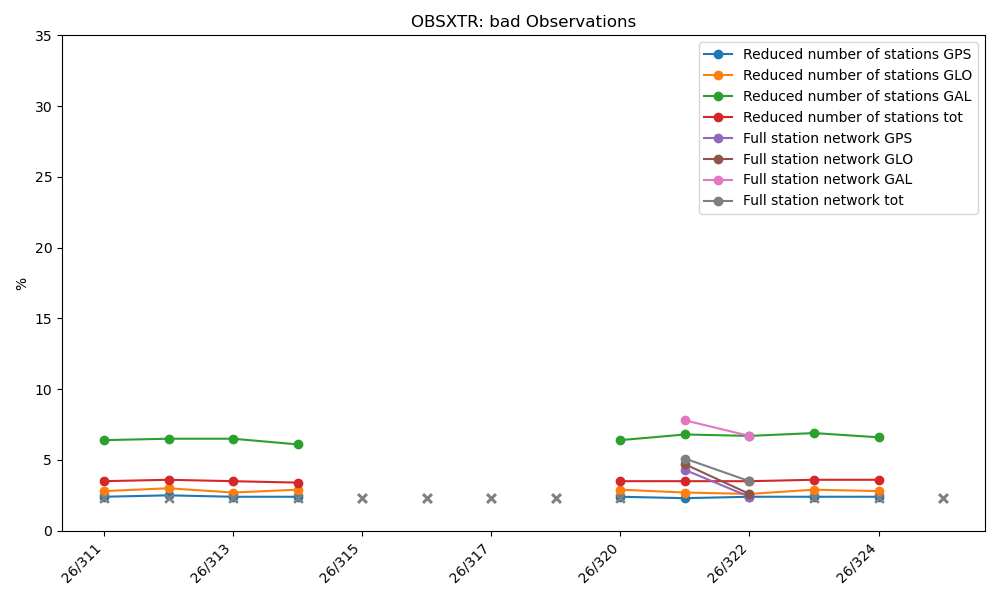 OBSXTR: bad Observations
35
30
25
20
15
10
5
0
%
Reduced number of stations GPS
Reduced number of stations GLO
Reduced number of stations GAL
Reduced number of stations tot
Full station network GPS
Full station network GLO
Full station network GAL
Full station network tot
26/311
26/313
26/315
26/317
26/320
26/322
26/324